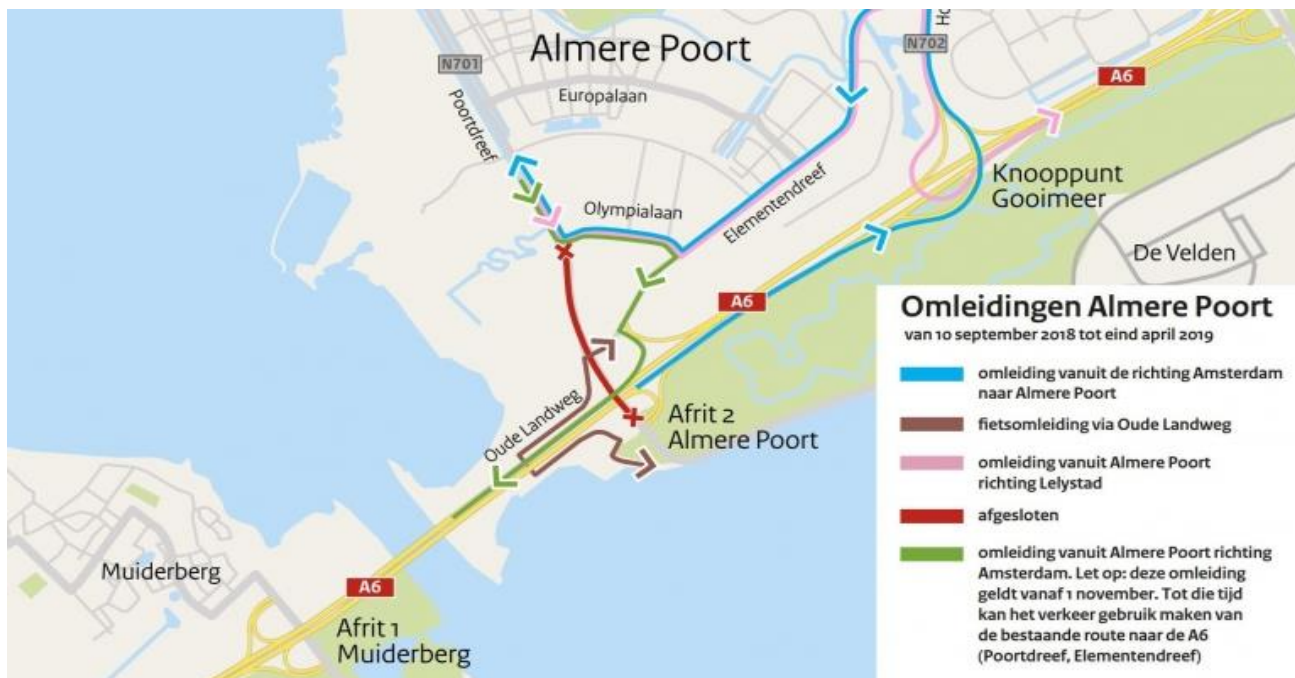 Almere Poort
N701
N702
Ho
A6
Europalaan
Poortdreef
Knooppunt
Gooimeer
Olympialaan
Elementendreef
De Velden
A6
Oude Landweg
Afrit 2
Almere Poort
Muiderberg
A6
Afrit 1
Muiderberg
Omleidingen Almere Poort
van 10 september 2018 tot eind april 2019
omleiding vanuit de richting Amsterdam
naar Almere Poort
fietsomleiding via Oude Landweg
omleiding vanuit Almere Poort
richting Lelystad
afgesloten
omleiding vanuit Almere Poort richting
Amsterdam. Let op: deze omleiding
geldt vanaf 1 november. Tot die tijd
kan het verkeer gebruik maken van
de bestaande route naar de A6
(Poortdreef, Elementendreef)